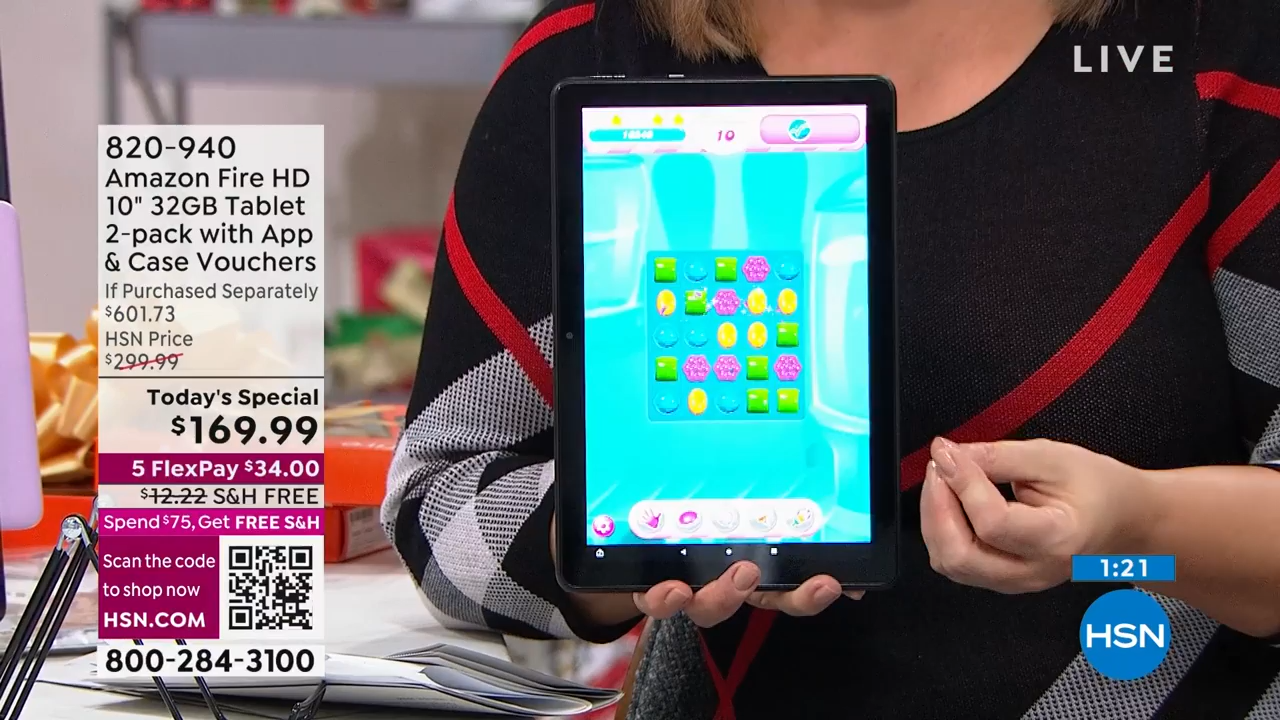 LIVE
820-940
Amazon Fire HD
10" 32GB Tablet
2-pack with App
& Case Vouchers
If Purchased Separately
$601.73
HSN Price
$299.99
Today's Special
$169.99
5 FlexPay $34.00
$12.22 S&H FREE
Spend $75, Get FREE S&H
Scan the code
to shop now
HSN.COM
800-284-3100
10
1:21
HSN